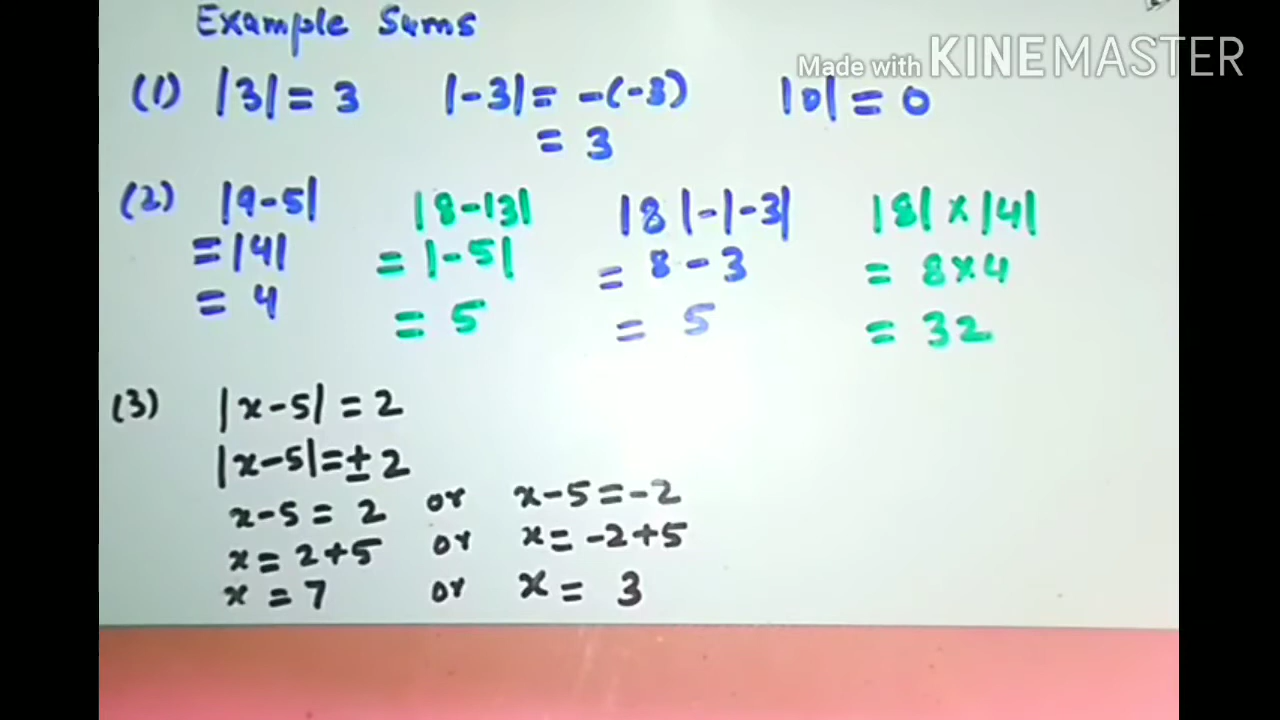 Example Sums
Made with KINEMASTER
(1) |3| = 3 |-3| = -(-3) |0| = 0
= 3
(2) |9-5| |8-13| |8|-|-3| |8| × |4|
= |4| = |-5| = 8-3 = 8×4
= 4 = 5 = 5 = 32
(3) |x-5| = 2
|x-5| = ± 2
x-5 = 2 or x-5 = -2
x = 2+5 or x = -2+5
x = 7 or x = 3